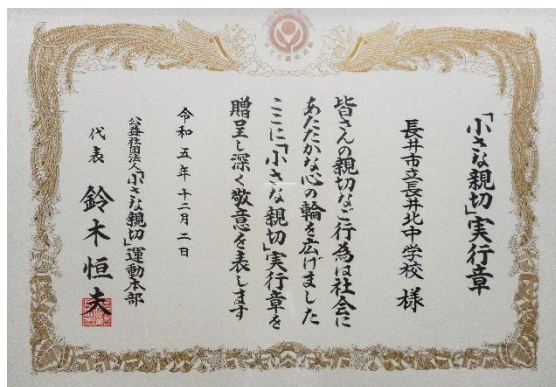 「小さな親切」実行章
長井市立長井北中学校 様
皆さんの親切なご行為は社会に
あたたかな心の輪を広げました
ここに「小さな親切」実行章を
贈呈し深く敬意を表します
令和五年十二月二日
公益社団法人「小さな親切」運動本部
代表 鈴木恒夫